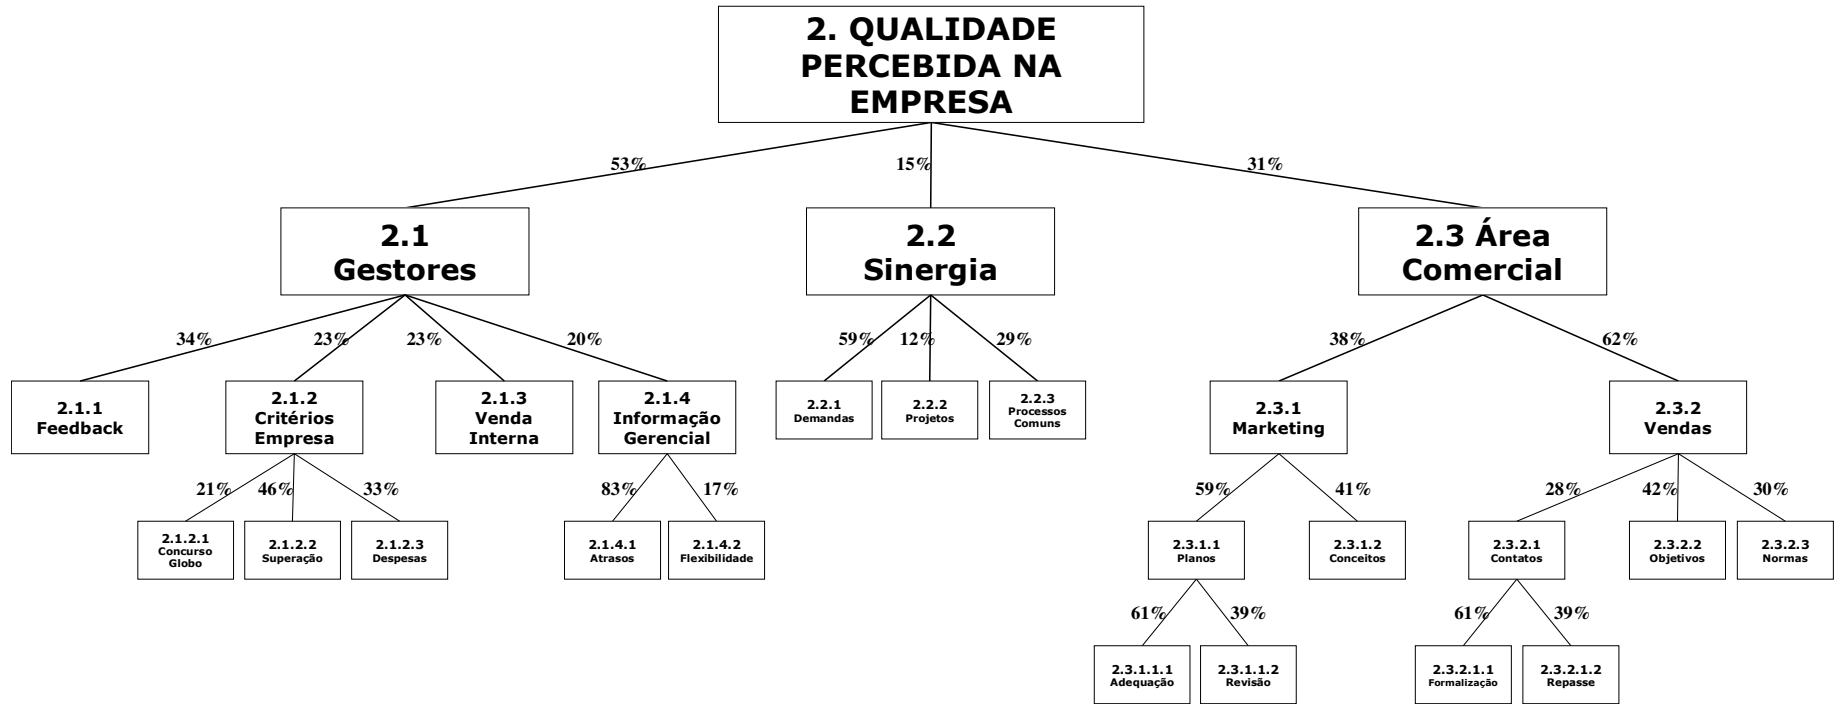 2. QUALIDADE
PERCEBIDA NA
EMPRESA
53%
15%
31%
2.1
Gestores
2.2
Sinergia
2.3 Área
Comercial
34%
23%
23%
20%
59%
12%
29%
38%
62%
2.1.1
Feedback
2.1.2
Critérios
Empresa
2.1.3
Venda
Interna
2.1.4
Informação
Gerencial
2.2.1
Demandas
2.2.2
Projetos
2.2.3
Processos
Comuns
2.3.1
Marketing
2.3.2
Vendas
21%
46%
33%
83%
17%
59%
41%
28%
42%
30%
2.1.2.1
Concurso
Globo
2.1.2.2
Superação
2.1.2.3
Despesas
2.1.4.1
Atrasos
2.1.4.2
Flexibilidade
2.3.1.1
Planos
2.3.1.2
Conceitos
2.3.2.1
Contatos
2.3.2.2
Objetivos
2.3.2.3
Normas
61%
39%
61%
39%
2.3.1.1.1
Adequação
2.3.1.1.2
Revisão
2.3.2.1.1
Formalização
2.3.2.1.2
Repasse